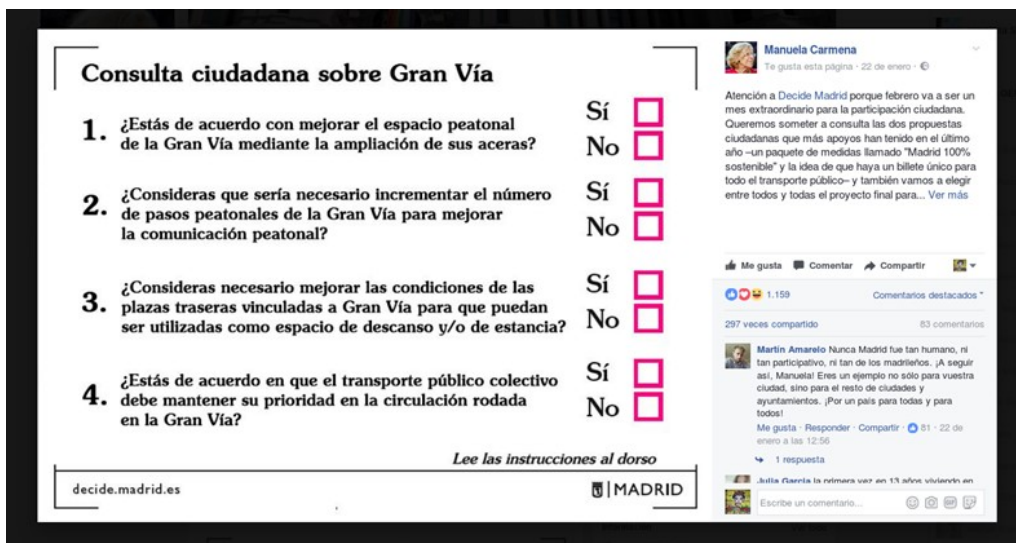 Consulta ciudadana sobre Gran Vía
1. ¿Estás de acuerdo con mejorar el espacio peatonal
de la Gran Vía mediante la ampliación de sus aceras?
Sí
No
2. ¿Consideras que sería necesario incrementar el número
de pasos peatonales de la Gran Vía para mejorar
la comunicación peatonal?
Sí
No
3. ¿Consideras necesario mejorar las condiciones de las
plazas traseras vinculadas a Gran Vía para que puedan
ser utilizadas como espacio de descanso y/o de estancia?
Sí
No
4. ¿Estás de acuerdo en que el transporte público colectivo
debe mantener su prioridad en la circulación rodada
en la Gran Vía?
Sí
No
Lee las instrucciones al dorso
decide.madrid.es
MADRID
Manuela Carmena
Te gusta esta página · 22 de enero ·
Atención a Decide Madrid porque febrero va a ser un
mes extraordinario para la participación ciudadana.
Queremos someter a consulta las dos propuestas
ciudadanas que más apoyos han tenido en el último
año –un paquete de medidas llamado "Madrid 100%
sostenible" y la idea de que haya un billete único para
todo el transporte público– y también vamos a elegir
entre todos y todas el proyecto final para... Ver más
Me gusta Comentar Compartir
1.159 Comentarios destacados
297 veces compartido 83 comentarios
Martín Amarelo Nunca Madrid fue tan humano, ni
tan participativo, ni tan de los madrileños. ¡A seguir
así, Manuela! Eres un ejemplo no sólo para vuestra
ciudad, sino para el resto de ciudades y
ayuntamientos. ¡Por un país para todas y para
todos!
Me gusta · Responder · Compartir · 81 · 22 de
enero a las 12:56
1 respuesta
Julia García la primera vez en 13 años viviendo en
Escribe un comentario...
GIF